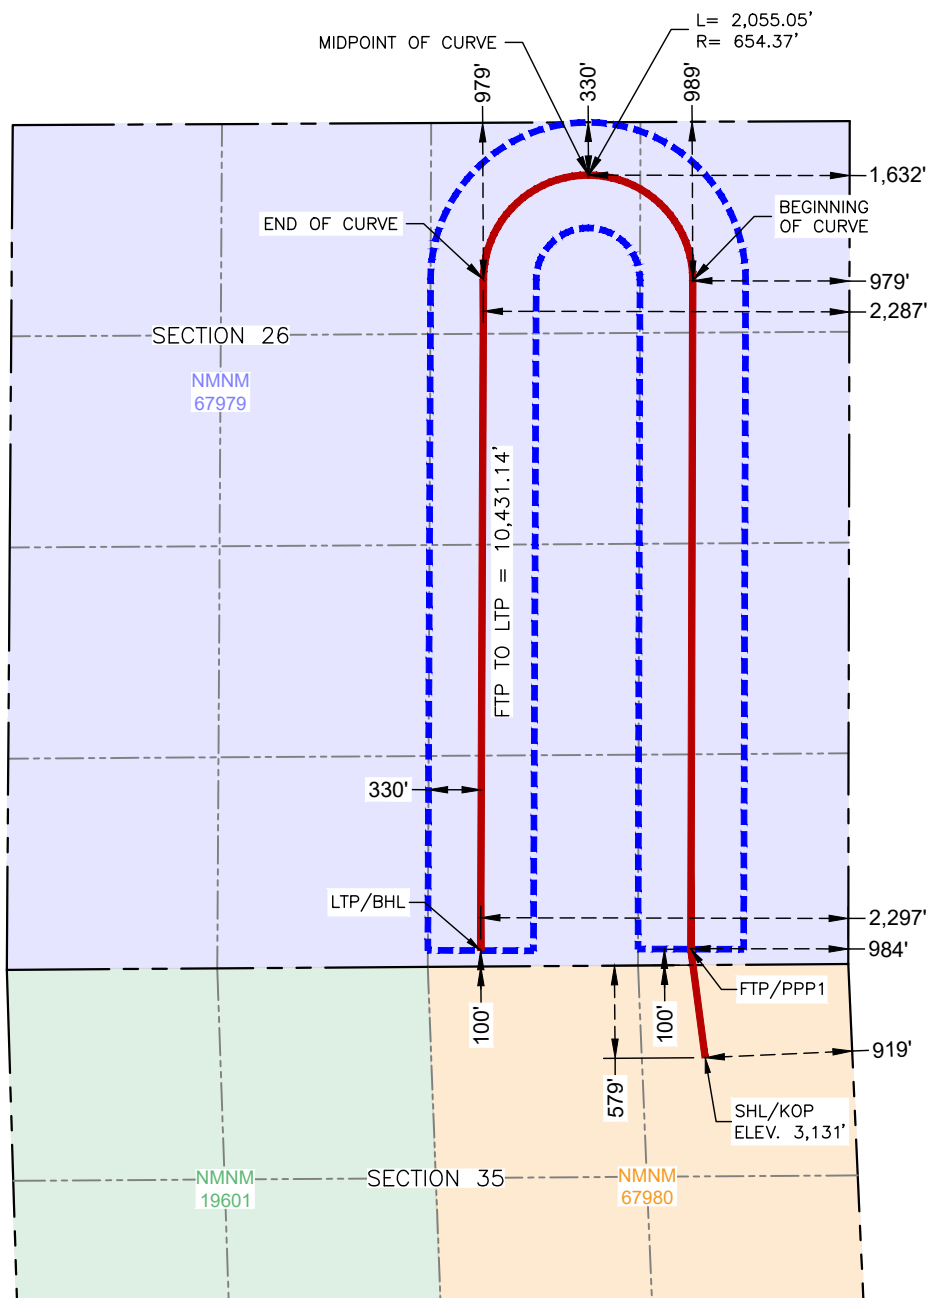 L= 2,055.05'
R= 654.37'
MIDPOINT OF CURVE
979'
330'
989'
1,632'
BEGINNING
OF CURVE
END OF CURVE
979'
2,287'
SECTION 26
NMNM
67979
FTP TO LTP = 10,431.14'
330'
LTP/BHL
2,297'
984'
FTP/PPP1
100'
100'
579'
919'
SHL/KOP
ELEV. 3,131'
SECTION 35
NMNM
19601
NMNM
67980